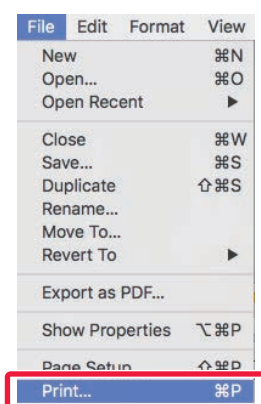 File Edit Format View
New ⌘N
Open... ⌘O
Open Recent ▶
Close ⌘W
Save... ⌘S
Duplicate ⇧⌘S
Rename...
Move To...
Revert To ▶
Export as PDF...
Show Properties ⌥⌘P
Page Setup ⇧⌘P
Print... ⌘P